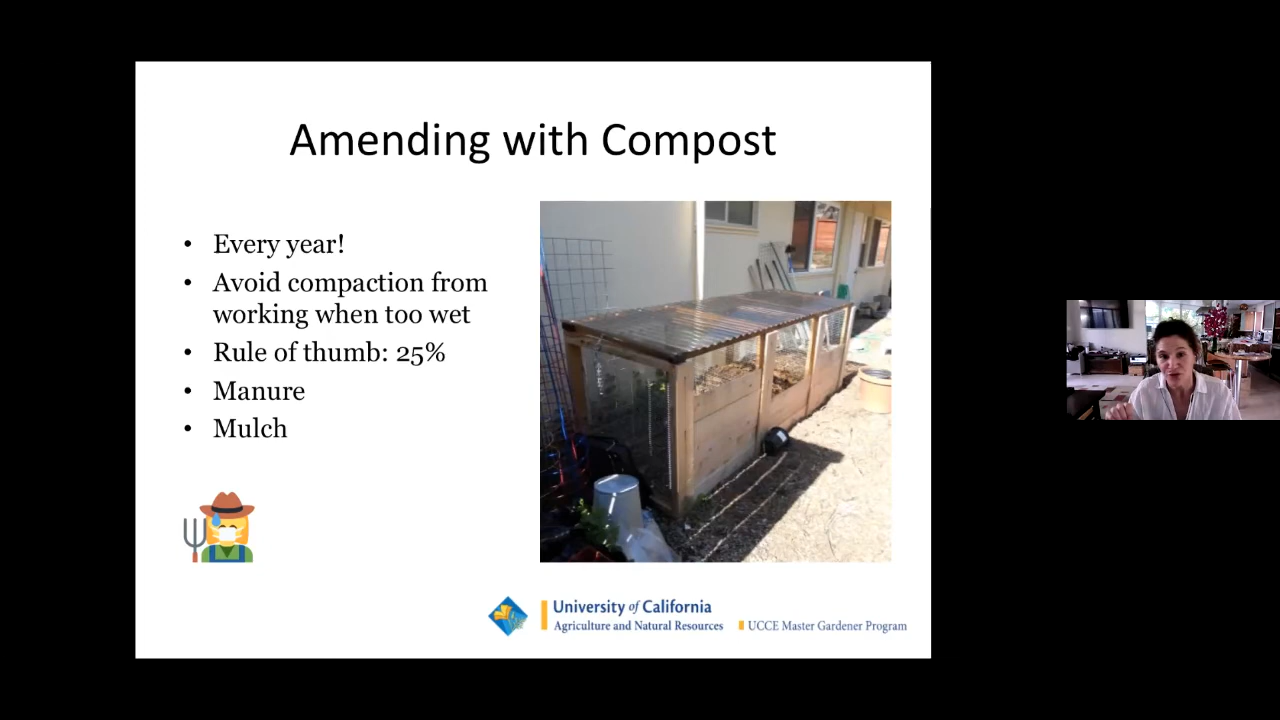 Amending with Compost
• Every year!
• Avoid compaction from
working when too wet
• Rule of thumb: 25%
• Manure
• Mulch
University of California
Agriculture and Natural Resources
UCCE Master Gardener Program